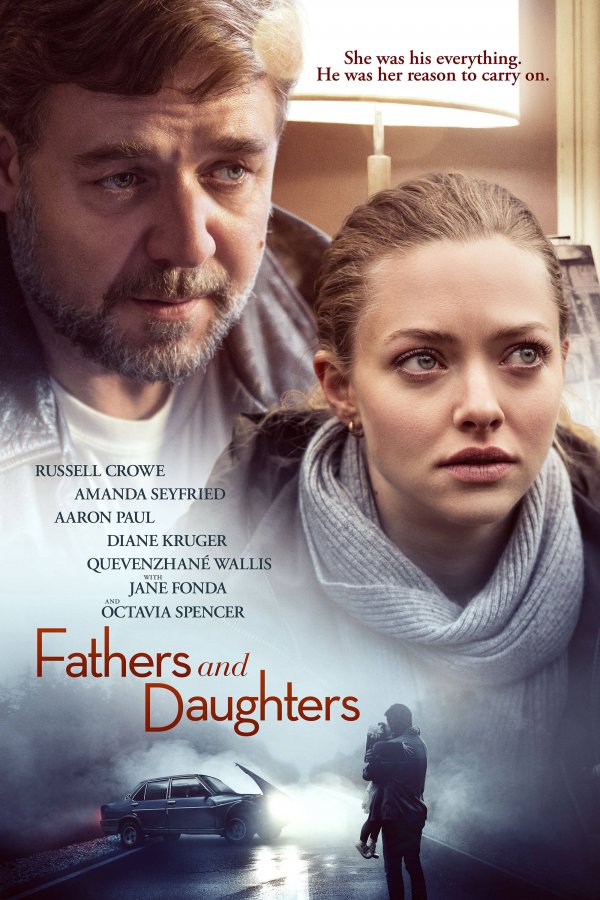 She was his everything.
He was her reason to carry on.
RUSSELL CROWE
AMANDA SEYFRIED
AARON PAUL
DIANE KRUGER
QUEVENZHANÉ WALLIS
WITH
JANE FONDA
AND
OCTAVIA SPENCER
Fathers and
Daughters